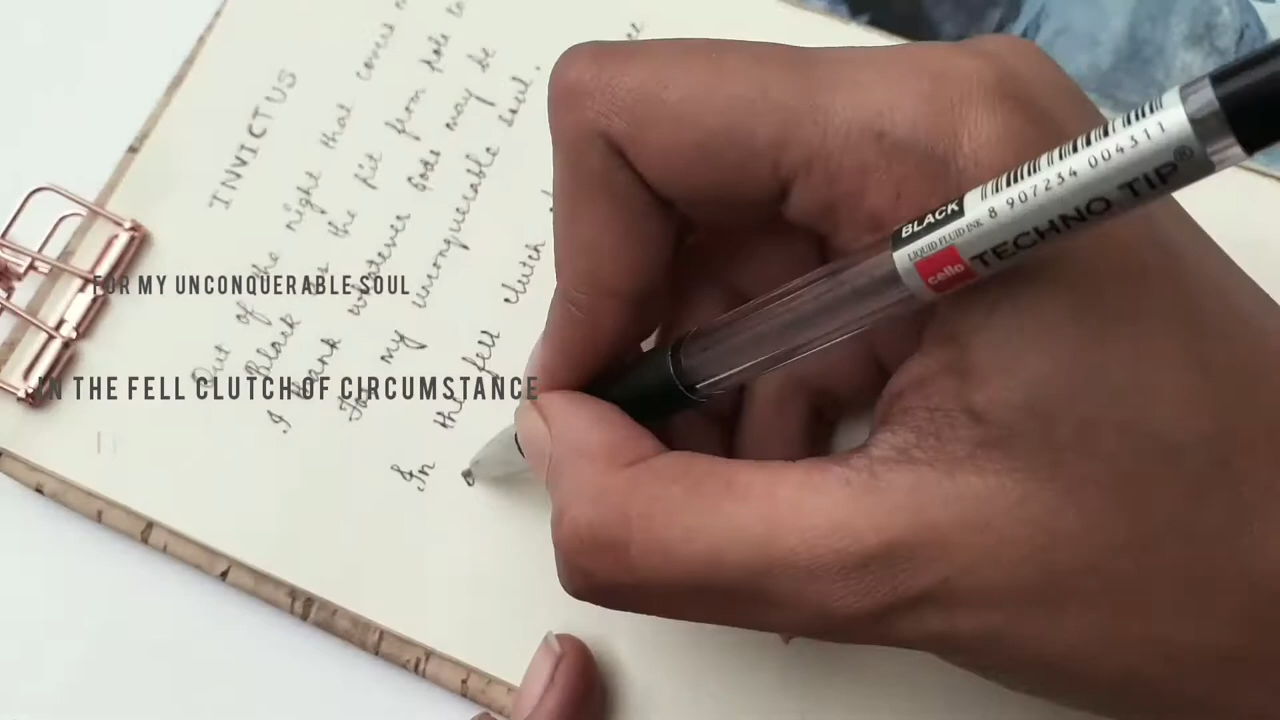 INVICTUS
Out of the night that covers
Black as the pit from pole to
I thank whatever Gods may be
For my unconquerable soul.
In the fell clutch
FOR MY UNCONQUERABLE SOUL
IN THE FELL CLUTCH OF CIRCUMSTANCE
BLACK
LIQUID FLUID INK
8 907234 004311
cello
TECHNO TIP®